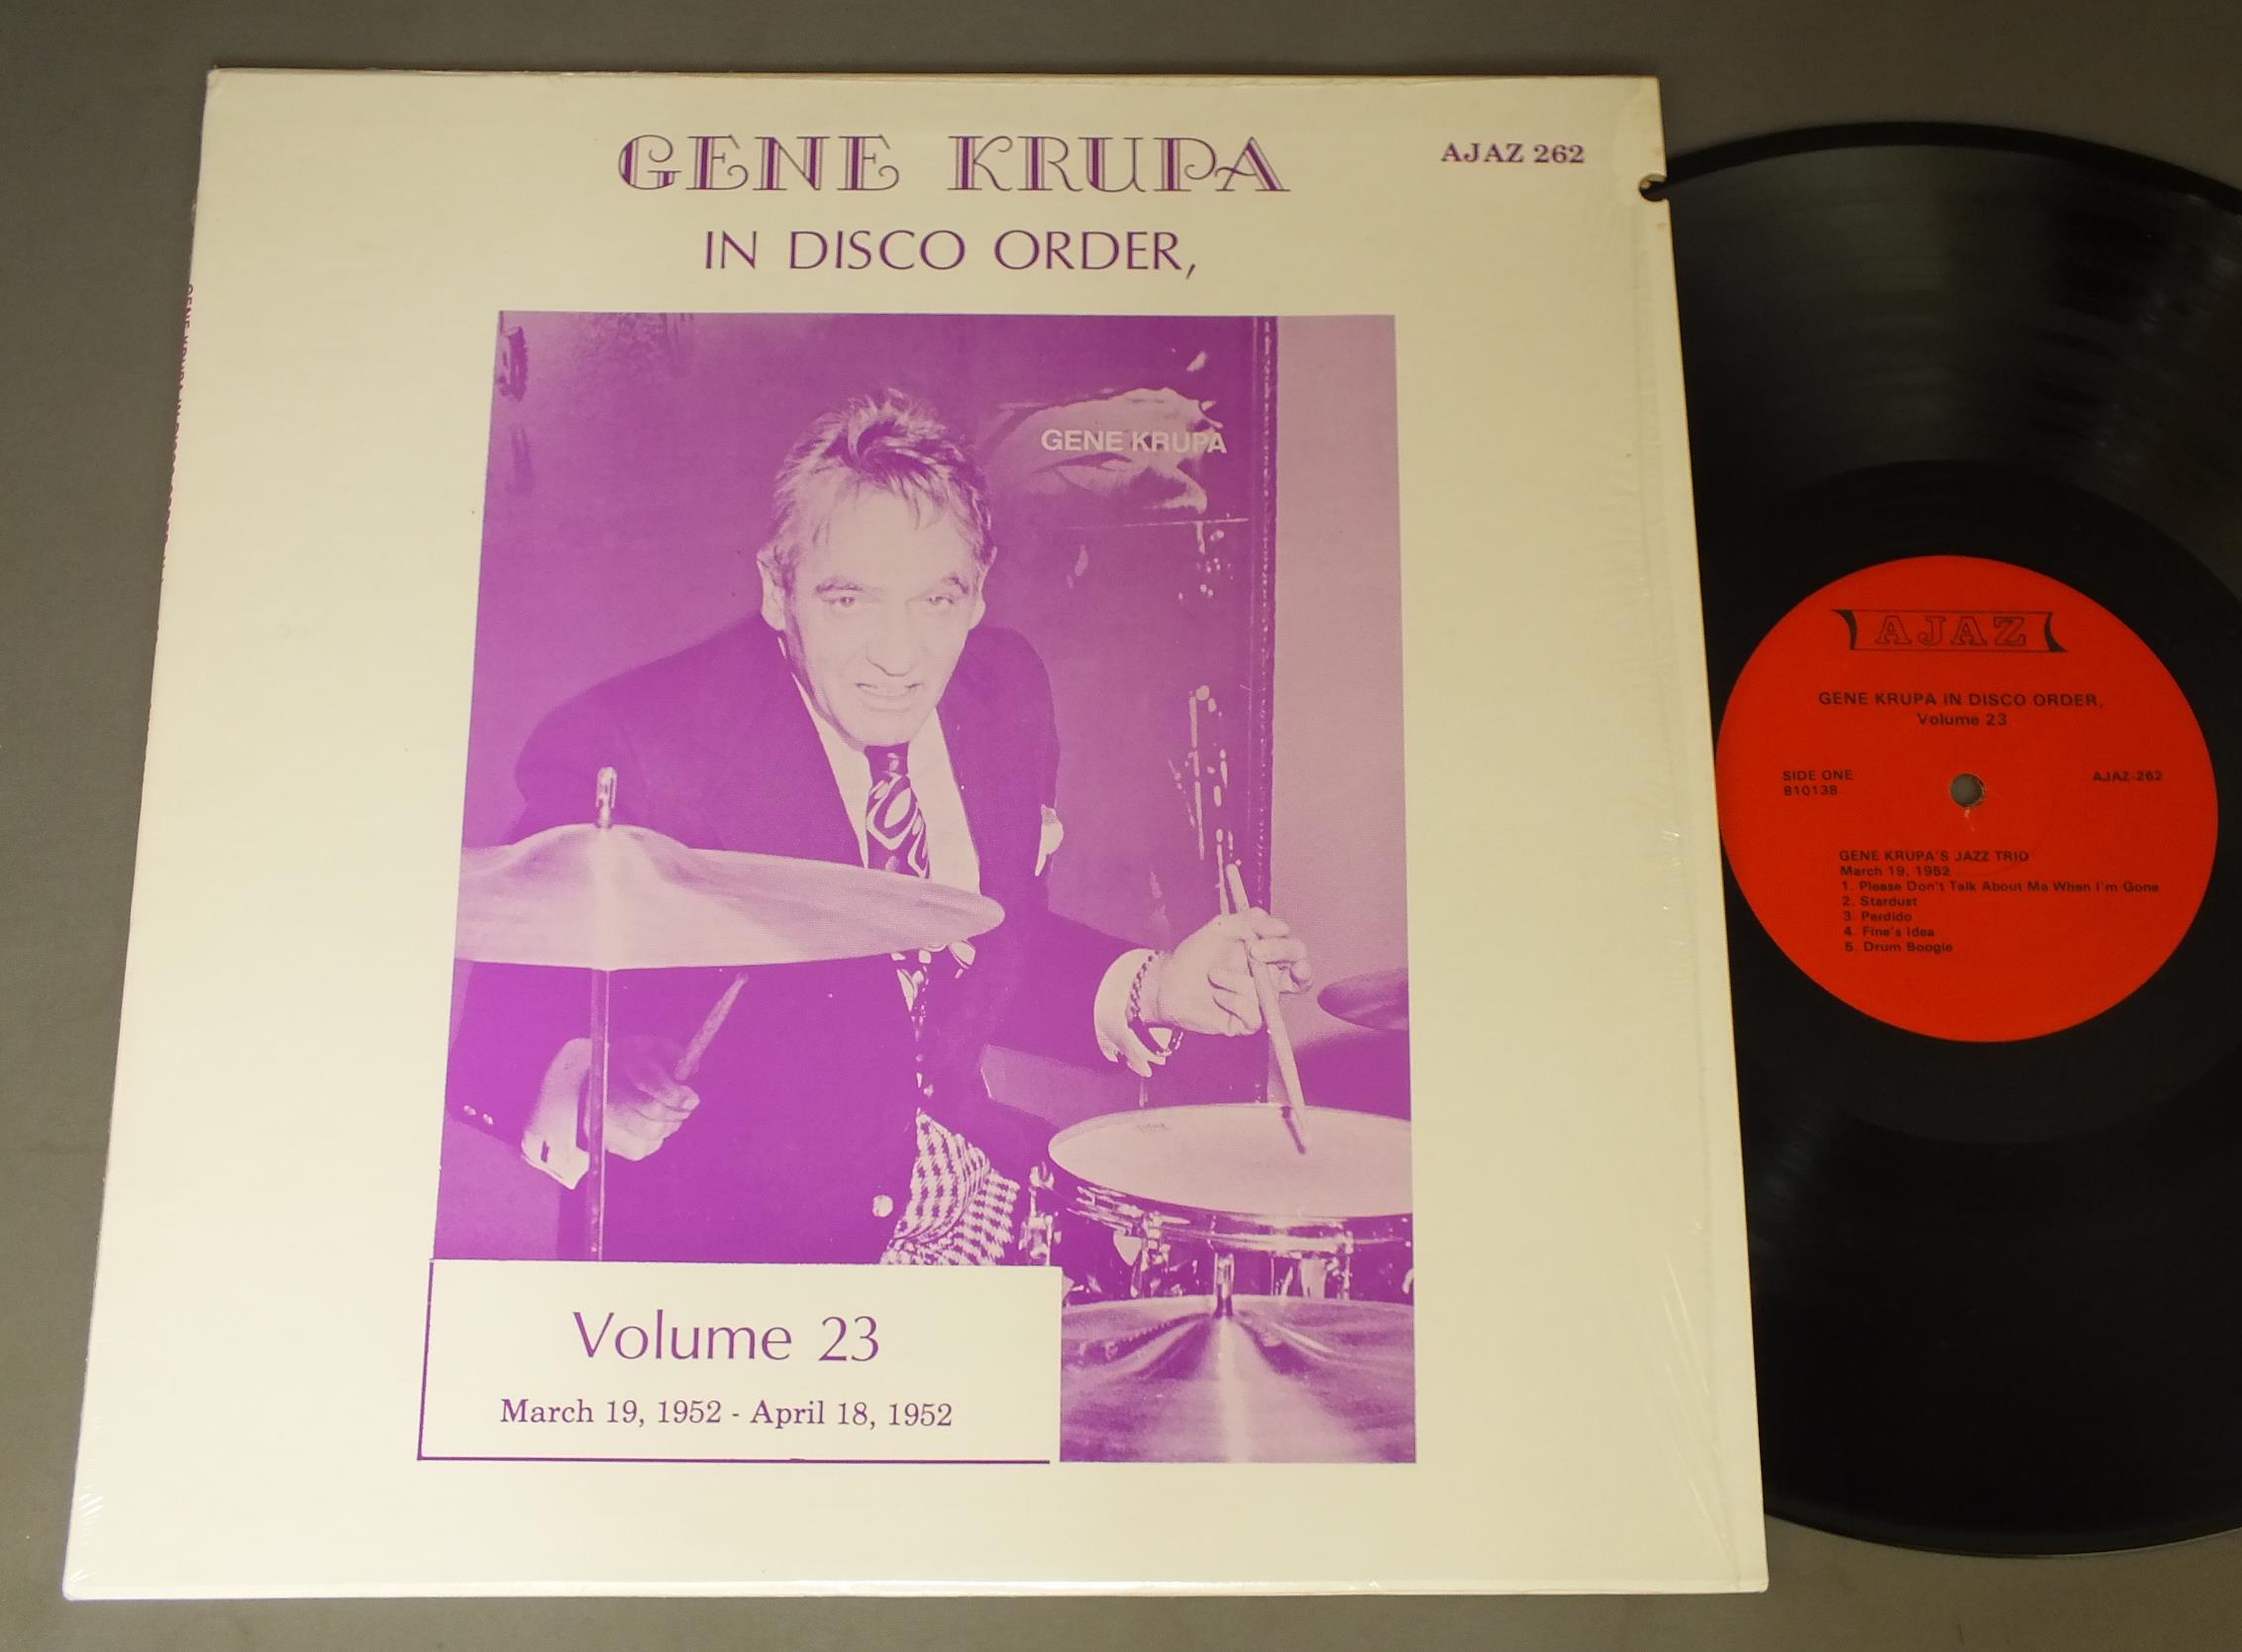 GENE KRUPA
AJAZ 262
IN DISCO ORDER,
GENE KRUPA
Volume 23
March 19, 1952 - April 18, 1952
AJAZ
GENE KRUPA IN DISCO ORDER,
Volume 23
SIDE ONE
810138
AJAZ-262
GENE KRUPA'S JAZZ TRIO
March 19, 1952
1. Please Don't Talk About Me When I'm Gone
2. Stardust
3. Perdido
4. Fine's Idea
5. Drum Boogie